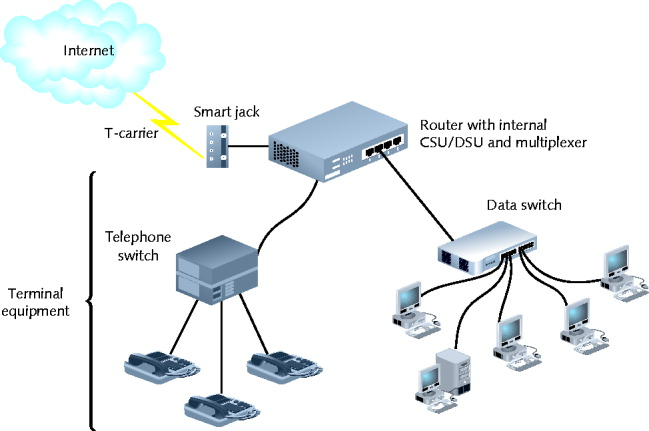 Internet
Smart jack
T-carrier
Router with internal
CSU/DSU and multiplexer
Data switch
Telephone
switch
Terminal
equipment